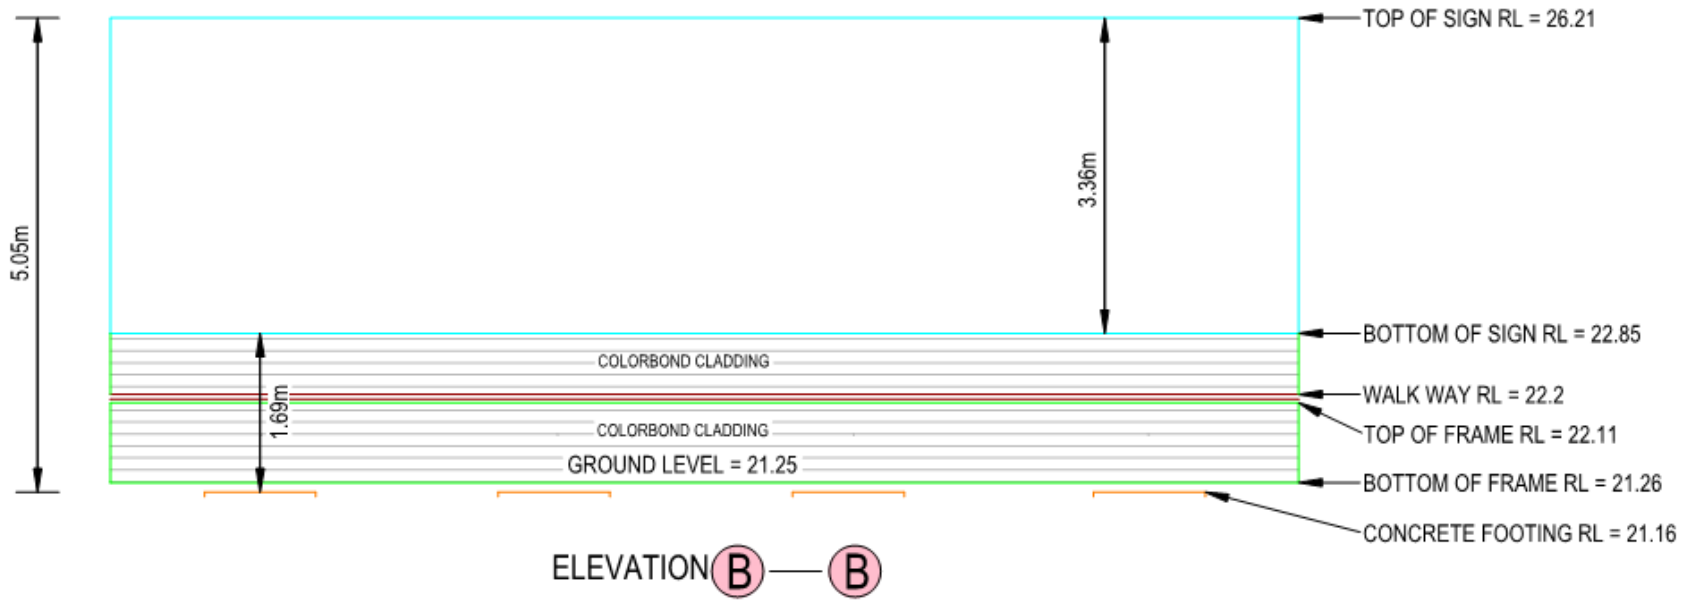 TOP OF SIGN RL = 26.21
5.05m
3.36m
BOTTOM OF SIGN RL = 22.85
COLORBOND CLADDING
1.69m
WALK WAY RL = 22.2
COLORBOND CLADDING
TOP OF FRAME RL = 22.11
GROUND LEVEL = 21.25
BOTTOM OF FRAME RL = 21.26
CONCRETE FOOTING RL = 21.16
ELEVATION B B